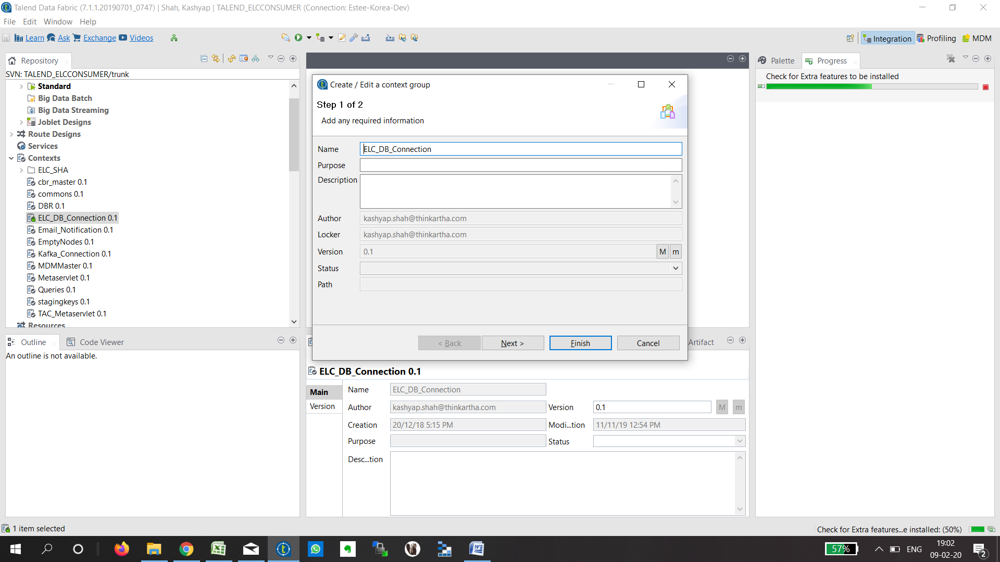 Talend Data Fabric (7.1.1.20190701_0747) | Shah, Kashyap | TALEND_ELCCONSUMER (Connection: Estee-Korea-Dev)
File Edit Window Help
Learn Ask Exchange Videos
Integration Profiling MDM
Repository
SVN: TALEND_ELCCONSUMER/trunk
Standard
Big Data Batch
Big Data Streaming
Joblet Designs
Route Designs
Services
Contexts
ELC_SHA
cbr_master 0.1
commons 0.1
DBR 0.1
ELC_DB_Connection 0.1
Email_Notification 0.1
EmptyNodes 0.1
Kafka_Connection 0.1
MDMMaster 0.1
Metaservlet 0.1
Queries 0.1
stagingkeys 0.1
TAC_Metaservlet 0.1
Resources
Outline Code Viewer
An outline is not available.
Create / Edit a context group
Step 1 of 2
Add any required information
Name ELC_DB_Connection
Purpose
Description
Author kashyap.shah@thinkartha.com
Locker kashyap.shah@thinkartha.com
Version 0.1 M m
Status
Path
< Back Next > Finish Cancel
Artifact
ELC_DB_Connection 0.1
Main
Version
Name ELC_DB_Connection
Author kashyap.shah@thinkartha.com Version 0.1 M m
Creation 20/12/18 5:15 PM Modi...tion 11/11/19 12:54 PM
Purpose Status
Desc...tion
Palette Progress
Check for Extra features to be installed
1 item selected
Check for Extra features...e installed: (50%)
57% ENG 19:02
09-02-20
2